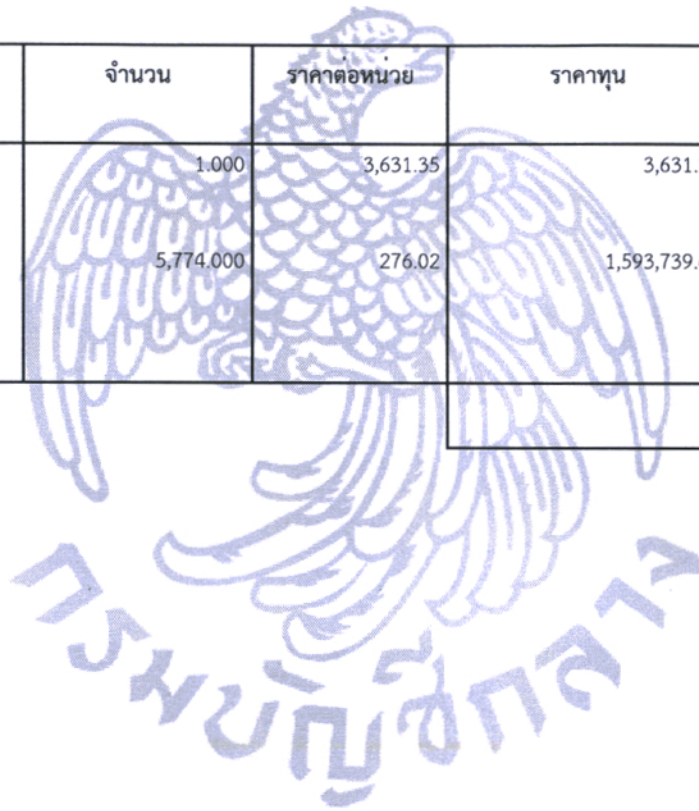 จำนวน ราคาต่อหน่วย ราคาทุน
1.000 3,631.35 3,631.
5,774.000 276.02 1,593,739.
กรมบัญชีกลาง